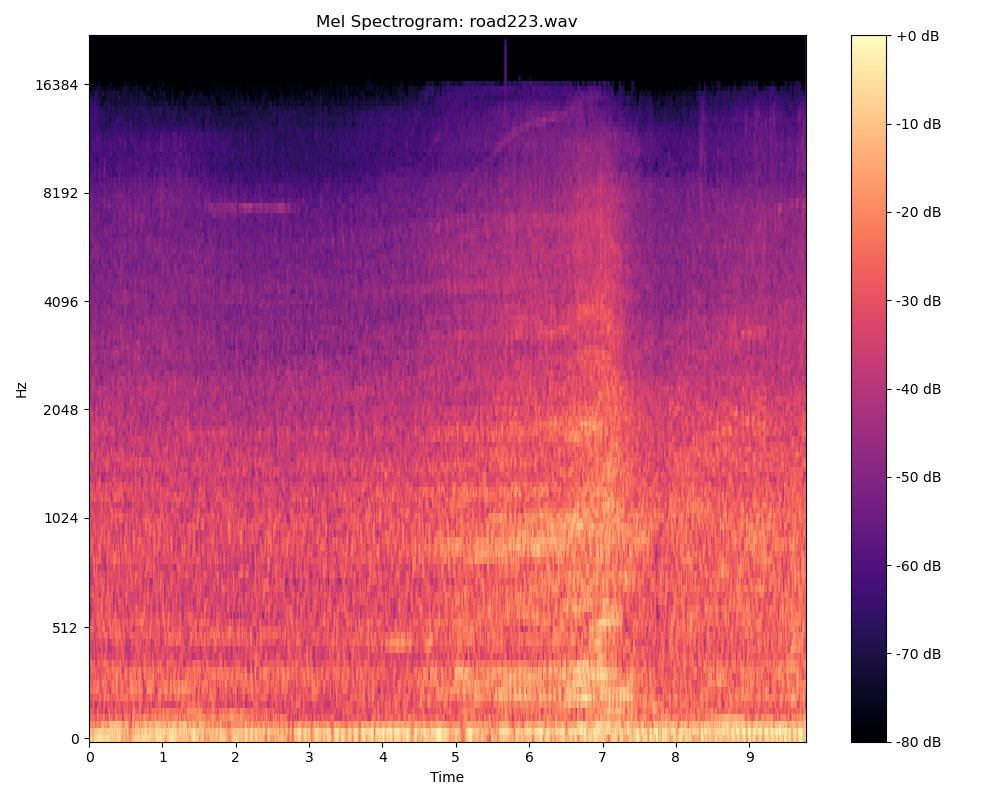 Mel Spectrogram: road223.wav
+0 dB
16384
-10 dB
8192
-20 dB
4096
-30 dB
Hz
-40 dB
2048
-50 dB
1024
-60 dB
512
-70 dB
0
-80 dB
0 1 2 3 4 5 6 7 8 9
Time